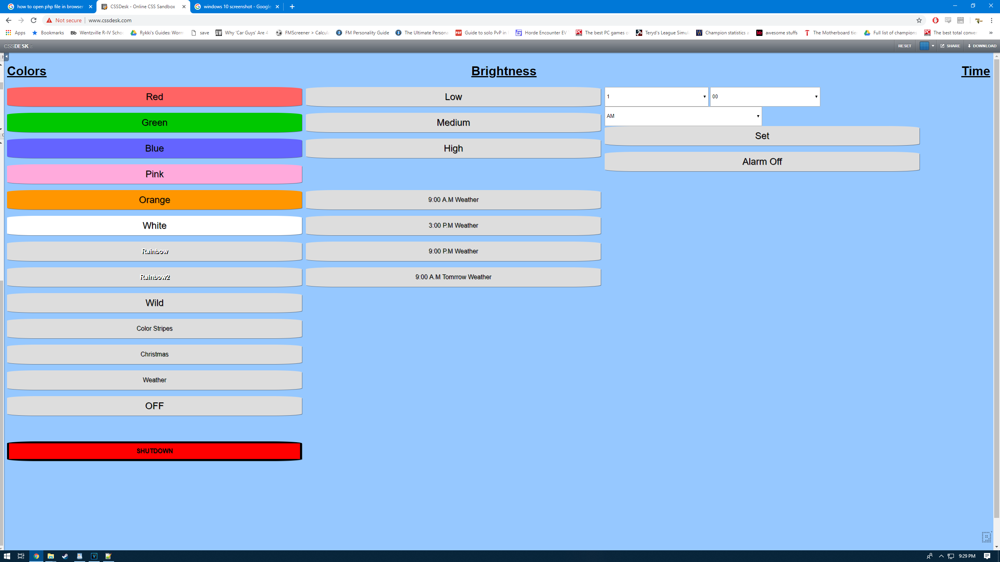 how to open php file in browser
CSSDesk - Online CSS Sandbox
windows 10 screenshot - Google
Not secure
www.cssdesk.com
Apps
Bookmarks
Bb Wentzville R-IV Schoo
Rykki's Guides: Worm
save
AW Why 'Car Guys' Are 4
FMScreener > Calcula
FM Personality Guide
The Ultimate Persona
PDF Guide to solo PvP in
Horde Encounter EV
The best PC games o
Teryd's League Simul
Champion statistics a
awesome stuffs
The Motherboard tie
Full list of champions
The best total conver
CSSDESK
RESET
SHARE
DOWNLOAD
Colors
Brightness
Time
Red
Low
1
00
Green
Medium
AM
Set
Blue
High
Alarm Off
Pink
Orange
9:00 A.M Weather
White
3:00 P.M Weather
Rainbow
9:00 P.M Weather
Rainbow2
9:00 A.M Tomrrow Weather
Wild
Color Stripes
Christmas
Weather
OFF
SHUTDOWN
9:29 PM